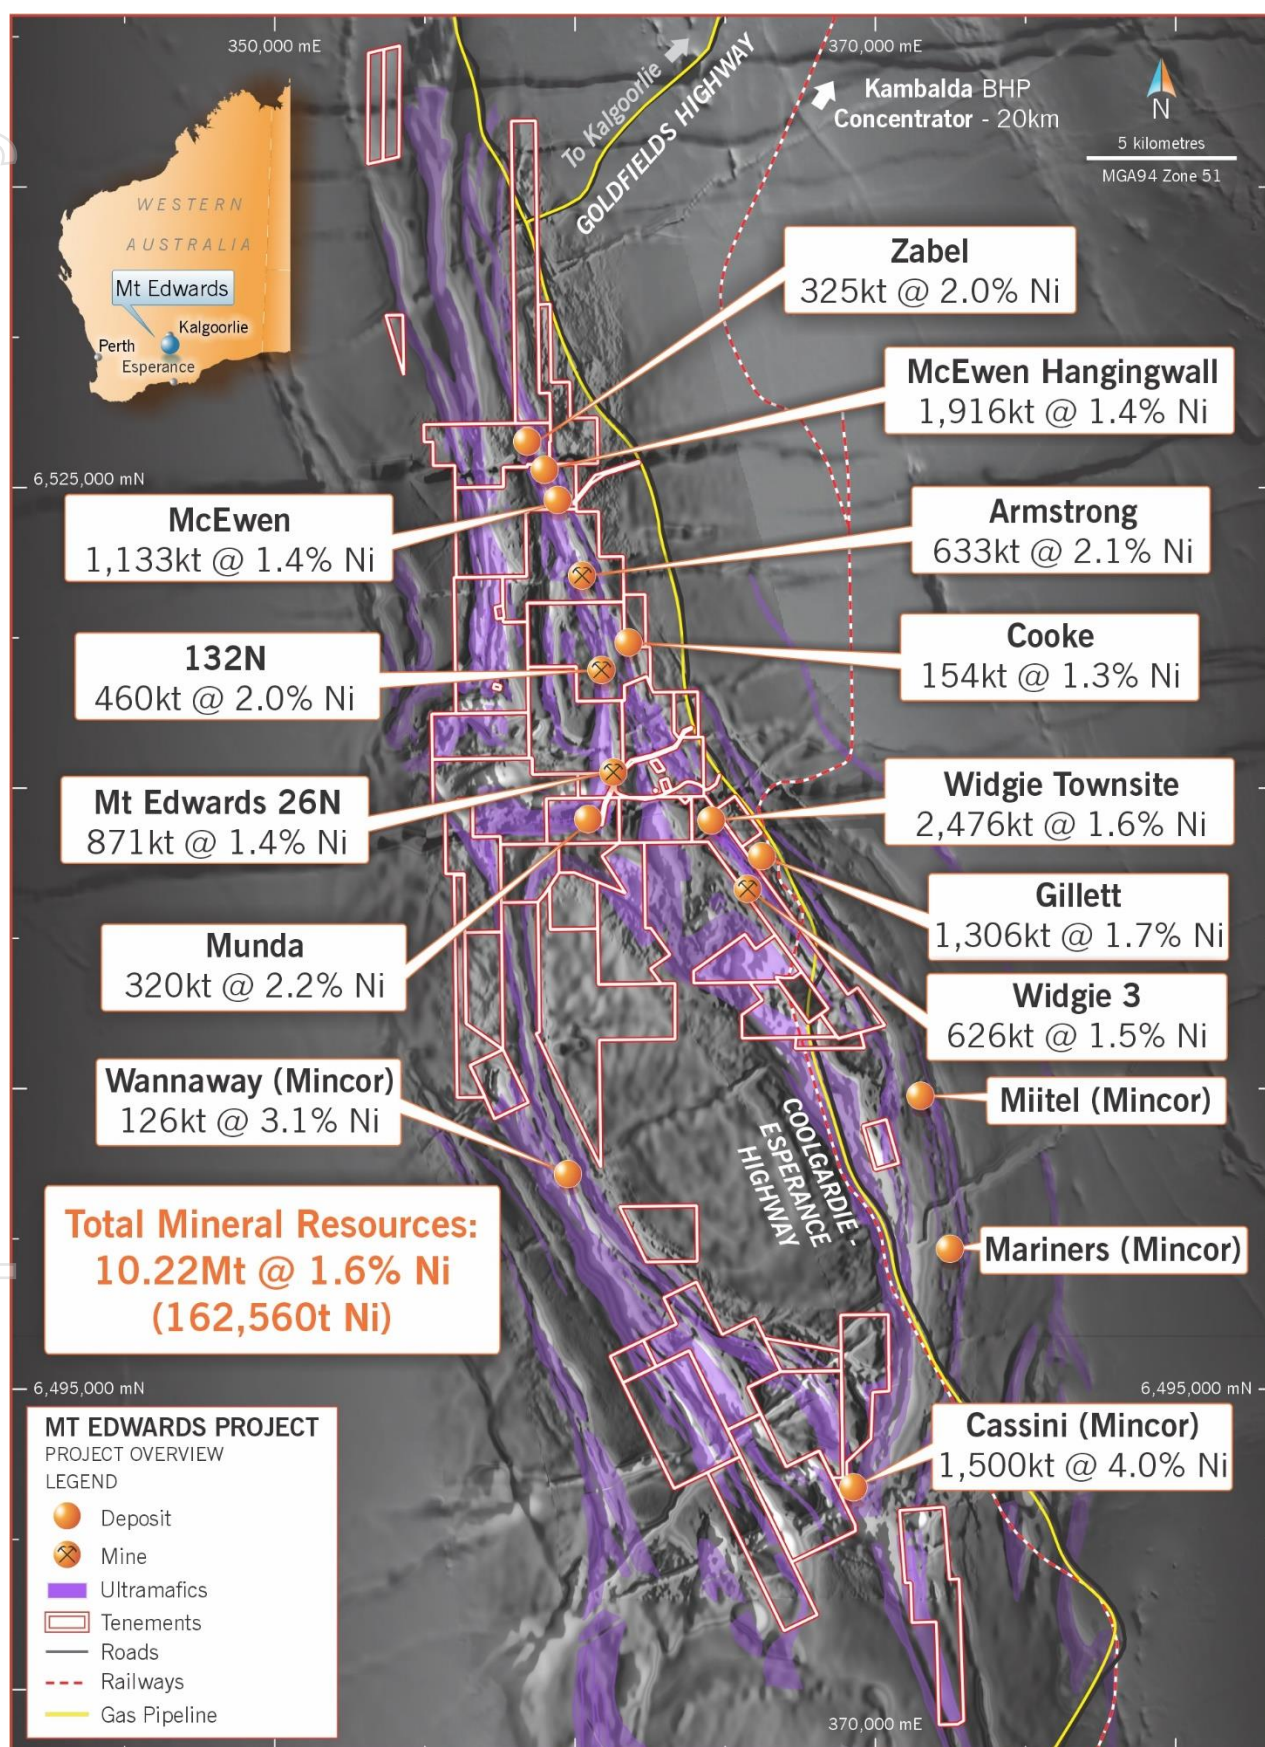 350,000 mE
370,000 mE
To Kalgoorlie
GOLDFIELDS HIGHWAY
Kambalda BHP
Concentrator - 20km
N
5 kilometres
MGA94 Zone 51
WESTERN
AUSTRALIA
Mt Edwards
Kalgoorlie
Perth
Esperance
Zabel
325kt @ 2.0% Ni
McEwen Hangingwall
1,916kt @ 1.4% Ni
6,525,000 mN
McEwen
1,133kt @ 1.4% Ni
Armstrong
633kt @ 2.1% Ni
132N
460kt @ 2.0% Ni
Cooke
154kt @ 1.3% Ni
Mt Edwards 26N
871kt @ 1.4% Ni
Widgie Townsite
2,476kt @ 1.6% Ni
Gillett
1,306kt @ 1.7% Ni
Munda
320kt @ 2.2% Ni
Widgie 3
626kt @ 1.5% Ni
Wannaway (Mincor)
126kt @ 3.1% Ni
Miitel (Mincor)
COOLGARDIE -
ESPERANCE
HIGHWAY
Total Mineral Resources:
10.22Mt @ 1.6% Ni
(162,560t Ni)
Mariners (Mincor)
6,495,000 mN
6,495,000 mN
Cassini (Mincor)
1,500kt @ 4.0% Ni
MT EDWARDS PROJECT
PROJECT OVERVIEW
LEGEND
Deposit
Mine
Ultramafics
Tenements
Roads
Railways
Gas Pipeline
370,000 mE